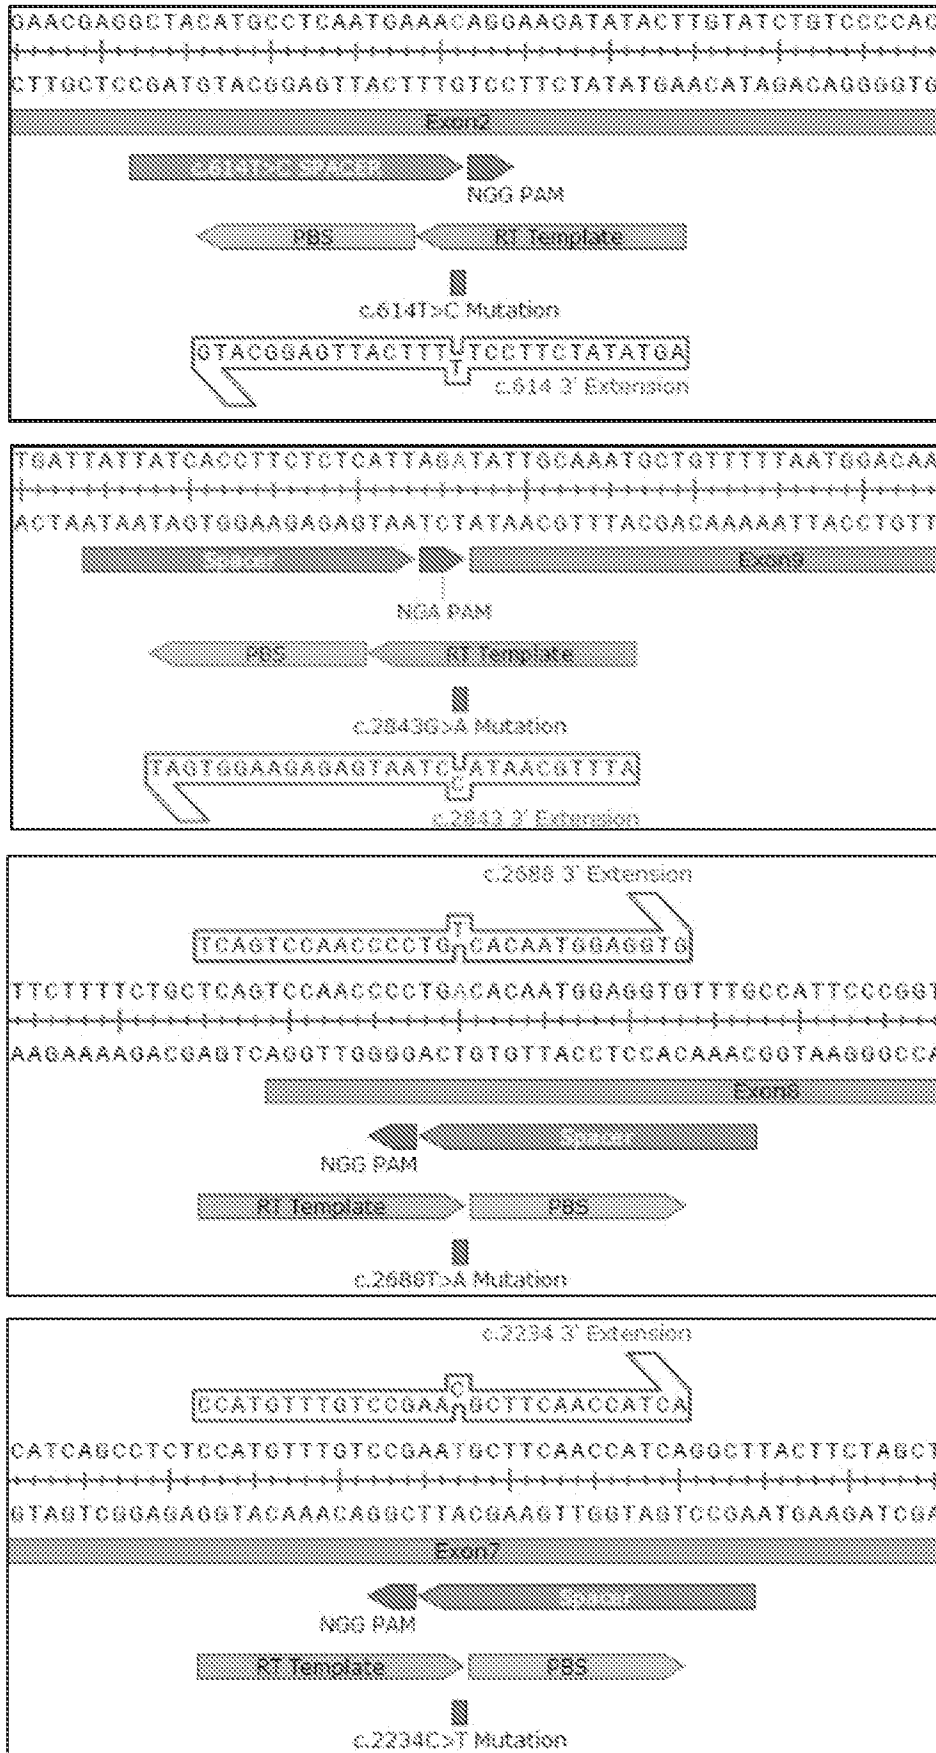 GAACGAGGCTACATGCCTCAATGAAACAGGAAGATATACTTGTATCTGTCCCCAC
CTTGCTCCGATGTACGGAGTTACTTTGTCCTTCTATATGAACATAGACAGGGGTG
Exon2
c.614T>C SPACER
NGG PAM
PBS RT Template
c.614T>C Mutation
GTACGGAGTTACTTT TCCTTCTATATGA
T
c.614 3' Extension
TGATTATTATCACCTTCTCTCATTAGATATTGCAAATGCTGTTTTTAATGGACAA
ACTAATAATAGTGGAAGAGAGTAATCTATAACGTTTACGACAAAAATTACCTGTT
Spacer Exon9
NGA PAM
PBS RT Template
c.2843G>A Mutation
TAGTGGAAGAGAGTAATC ATAACGTTTA
C
c.2843 3' Extension
c.2688 3' Extension
T
TCAGTCCAACCCCTG CACAATGGAGGTG
TTCTTTTCTGCTCAGTCCAACCCCTGACACAATGGAGGTGTTTGCCATTCCCGGT
AAGAAAAGACGAGTCAGGTTGGGGACTGTGTTACCTCCACAAACGGTAAGGGCCA
Exon8
Spacer
NGG PAM
RT Template PBS
c.2688T>A Mutation
c.2234 3' Extension
C
CCATGTTTGTCCGAA GCTTCAACCATCA
CATCAGCCTCTCCATGTTTGTCCGAATGCTTCAACCATCAGGCTTACTTCTAGCT
GTAGTCGGAGAGGTACAAACAGGCTTACGAAGTTGGTAGTCCGAATGAAGATCGA
Exon7
Spacer
NGG PAM
RT Template PBS
c.2234C>T Mutation